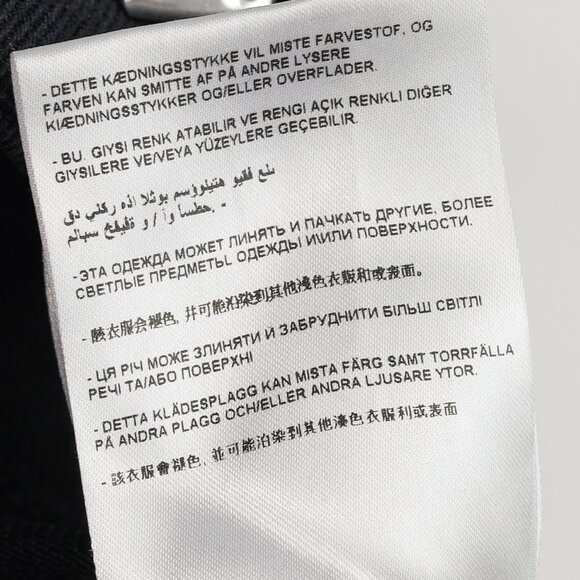 - DETTE KÆDNINGSSTYKKE VIL MISTE FARVESTOF, OG
FARVEN KAN SMITTE AF PÅ ANDRE LYSERE
KIÆDNINGSSTYKKER OG/ELLER OVERFLADER.
- BU. GIYSI RENK ATABILIR VE RENGI AÇIK RENKLI DIĞER
GIYSILERE VE/VEYA YÜZEYLERE GEÇEBILIR.
- ЭТА ОДЕЖДА МОЖЕТ ЛИНЯТЬ И ПАЧКАТЬ ДРУГИЕ, БОЛЕЕ
СВЕТЛЫЕ ПРЕДМЕТЫ ОДЕЖДЫ И\ИЛИ ПОВЕРХНОСТИ.
- 该衣服会褪色, 并可能沾染到其他浅色衣服和或表面。
- ЦЯ РІЧ МОЖЕ ЗЛИНЯТИ Й ЗАБРУДНИТИ БІЛЬШ СВІТЛІ
РЕЧІ ТА/АБО ПОВЕРХНІ
- DETTA KLÄDESPLAGG KAN MISTA FÄRG SAMT TORRFÄLLA
PÅ ANDRA PLAGG OCH/ELLER ANDRA LJUSARE YTOR.
- 該衣服會褪色, 並可能沾染到其他淺色衣服和或表面